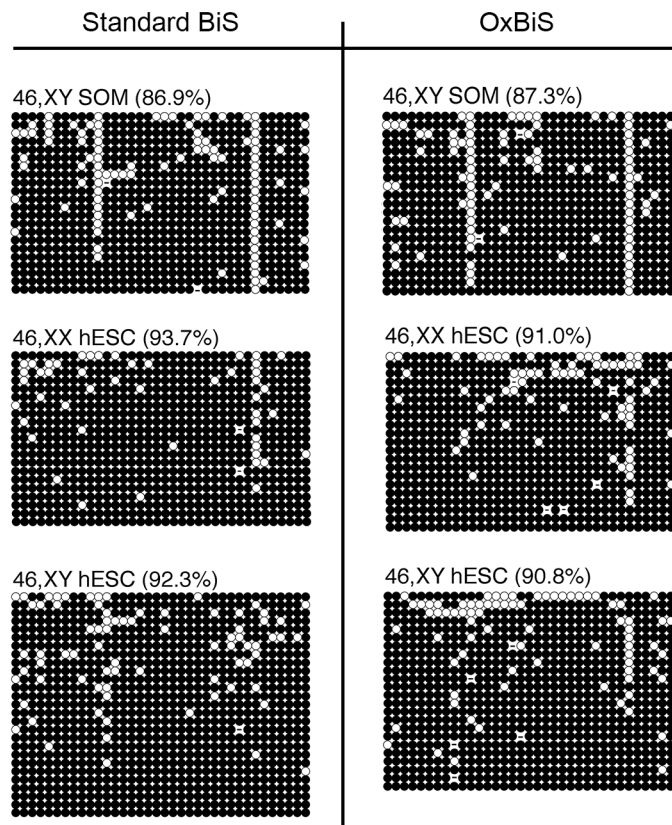 Standard BiS
OxBiS
46,XY SOM (86.9%)
46,XY SOM (87.3%)
46,XX hESC (93.7%)
46,XX hESC (91.0%)
46,XY hESC (92.3%)
46,XY hESC (90.8%)